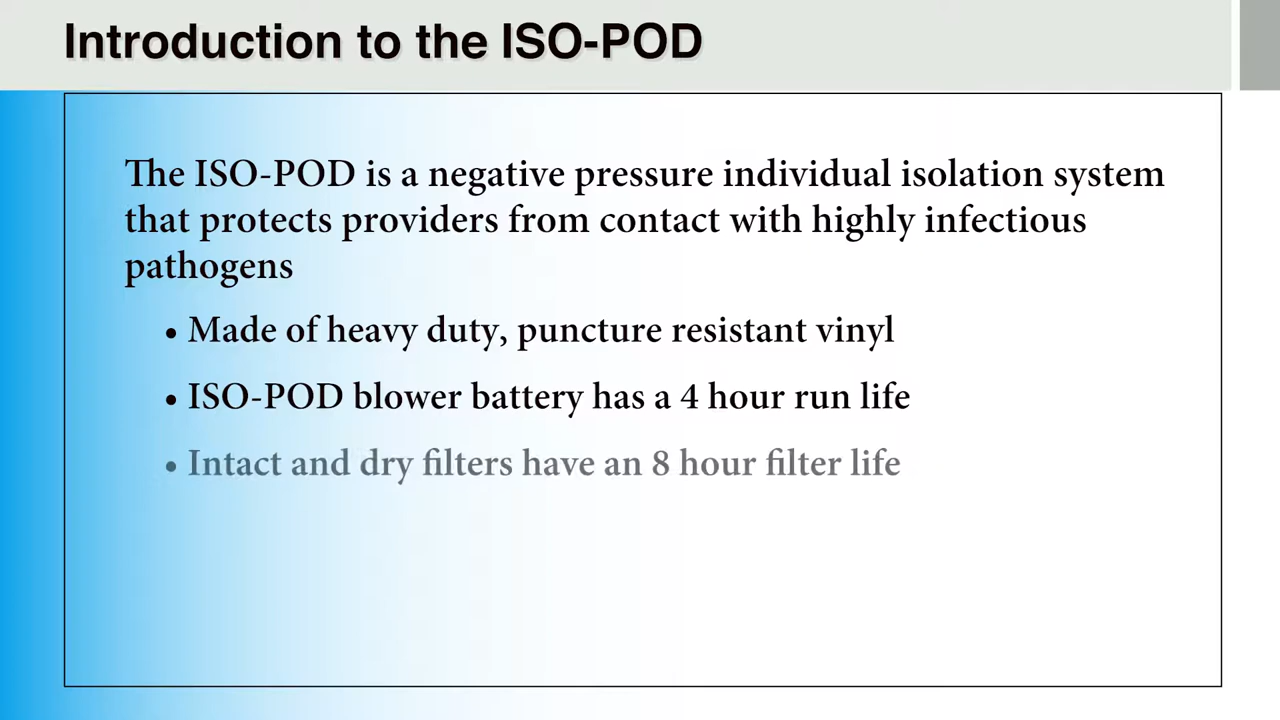 Introduction to the ISO-POD
The ISO-POD is a negative pressure individual isolation system
that protects providers from contact with highly infectious
pathogens
• Made of heavy duty, puncture resistant vinyl
• ISO-POD blower battery has a 4 hour run life
• Intact and dry filters have an 8 hour filter life